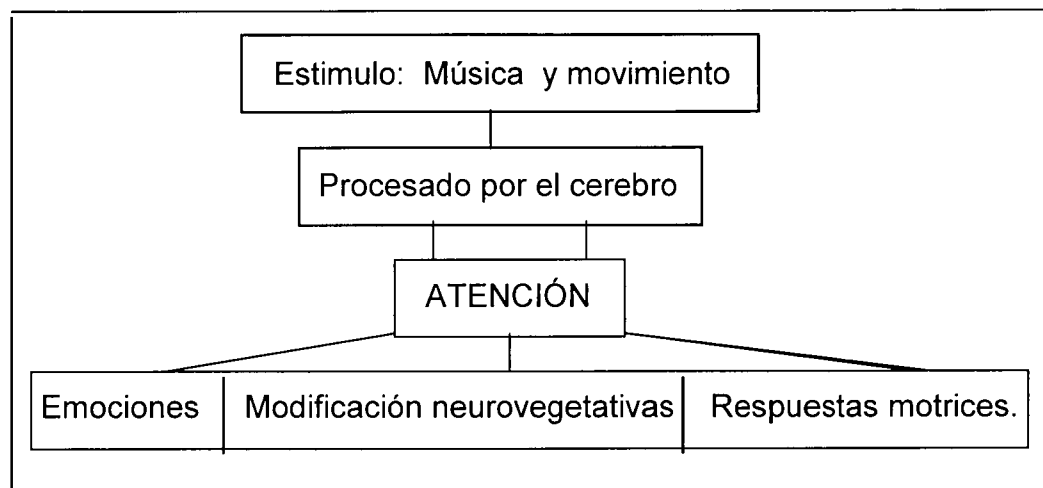 Estimulo: Música y movimiento
Procesado por el cerebro
ATENCIÓN
Emociones Modificación neurovegetativas Respuestas motrices.